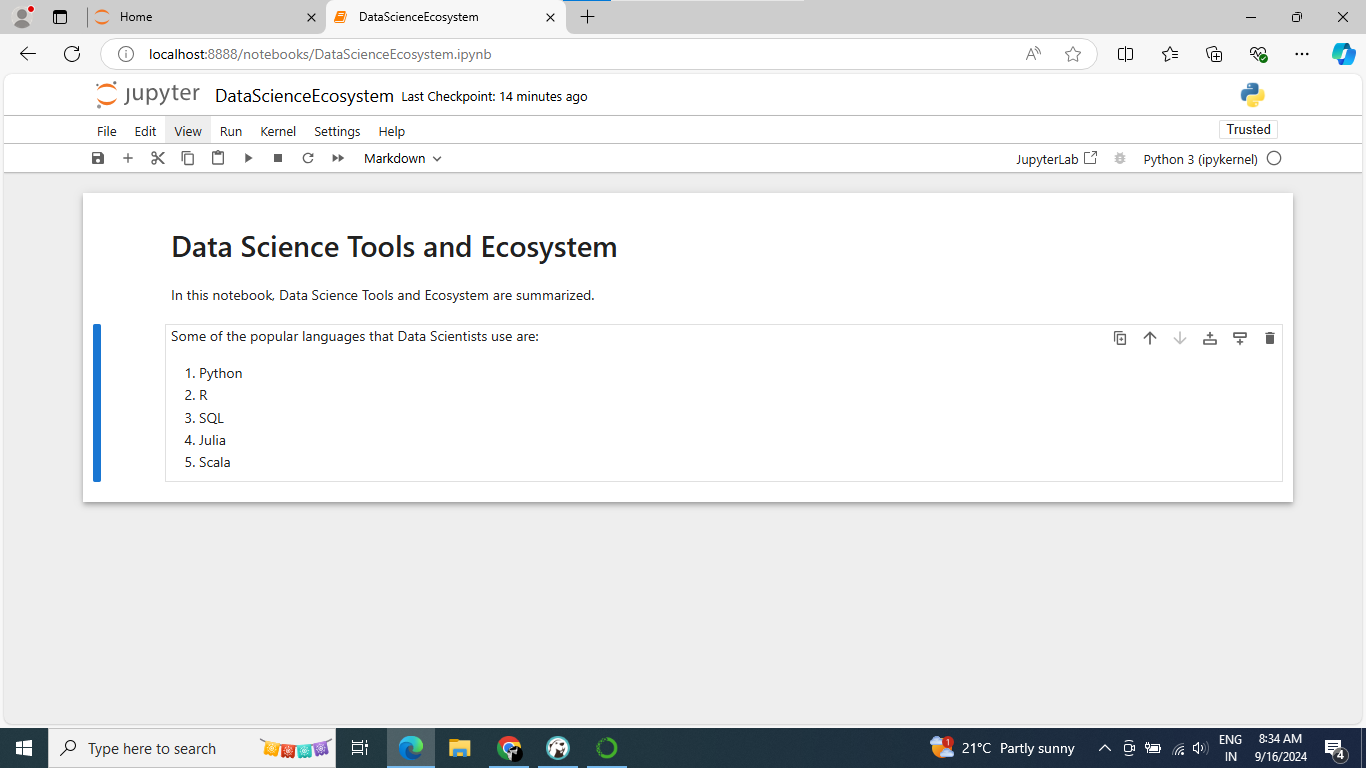 Home
DataScienceEcosystem
localhost:8888/notebooks/DataScienceEcosystem.ipynb
jupyter DataScienceEcosystem Last Checkpoint: 14 minutes ago
File Edit View Run Kernel Settings Help
Trusted
Markdown
JupyterLab
Python 3 (ipykernel)
Data Science Tools and Ecosystem
In this notebook, Data Science Tools and Ecosystem are summarized.
Some of the popular languages that Data Scientists use are:
1. Python
2. R
3. SQL
4. Julia
5. Scala
Type here to search
1
21°C Partly sunny
ENG
IN
8:34 AM
9/16/2024
4